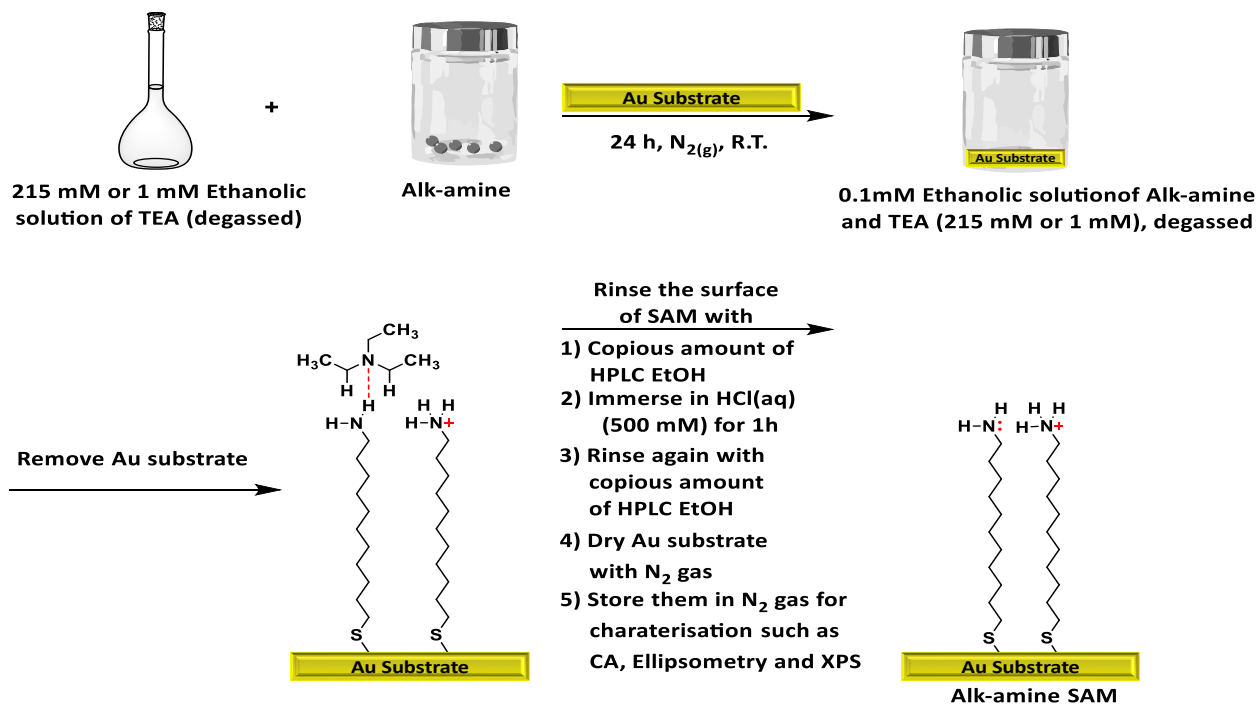 Au Substrate
+
24 h, N2(g), R.T.
Au Substrate
215 mM or 1 mM Ethanolic
solution of TEA (degassed)
Alk-amine
0.1mM Ethanolic solutionof Alk-amine
and TEA (215 mM or 1 mM), degassed
Remove Au substrate
CH3
H3C
N
CH3
H
H
H
H-N
H H
H-N+
S
S
Au Substrate
Rinse the surface
of SAM with
1) Copious amount of
HPLC EtOH
2) Immerse in HCl(aq)
(500 mM) for 1h
3) Rinse again with
copious amount
of HPLC EtOH
4) Dry Au substrate
with N2 gas
5) Store them in N2 gas for
charaterisation such as
CA, Ellipsometry and XPS
H
H-N:
H H
H-N+
S
S
Au Substrate
Alk-amine SAM